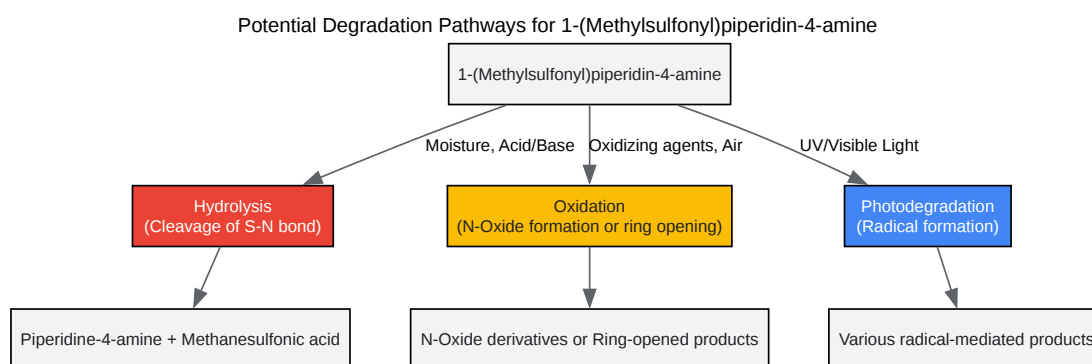 Potential Degradation Pathways for 1-(Methylsulfonyl)piperidin-4-amine
1-(Methylsulfonyl)piperidin-4-amine
Moisture, Acid/Base
Oxidizing agents, Air
UV/Visible Light
Hydrolysis
(Cleavage of S-N bond)
Oxidation
(N-Oxide formation or ring opening)
Photodegradation
(Radical formation)
Piperidine-4-amine + Methanesulfonic acid
N-Oxide derivatives or Ring-opened products
Various radical-mediated products